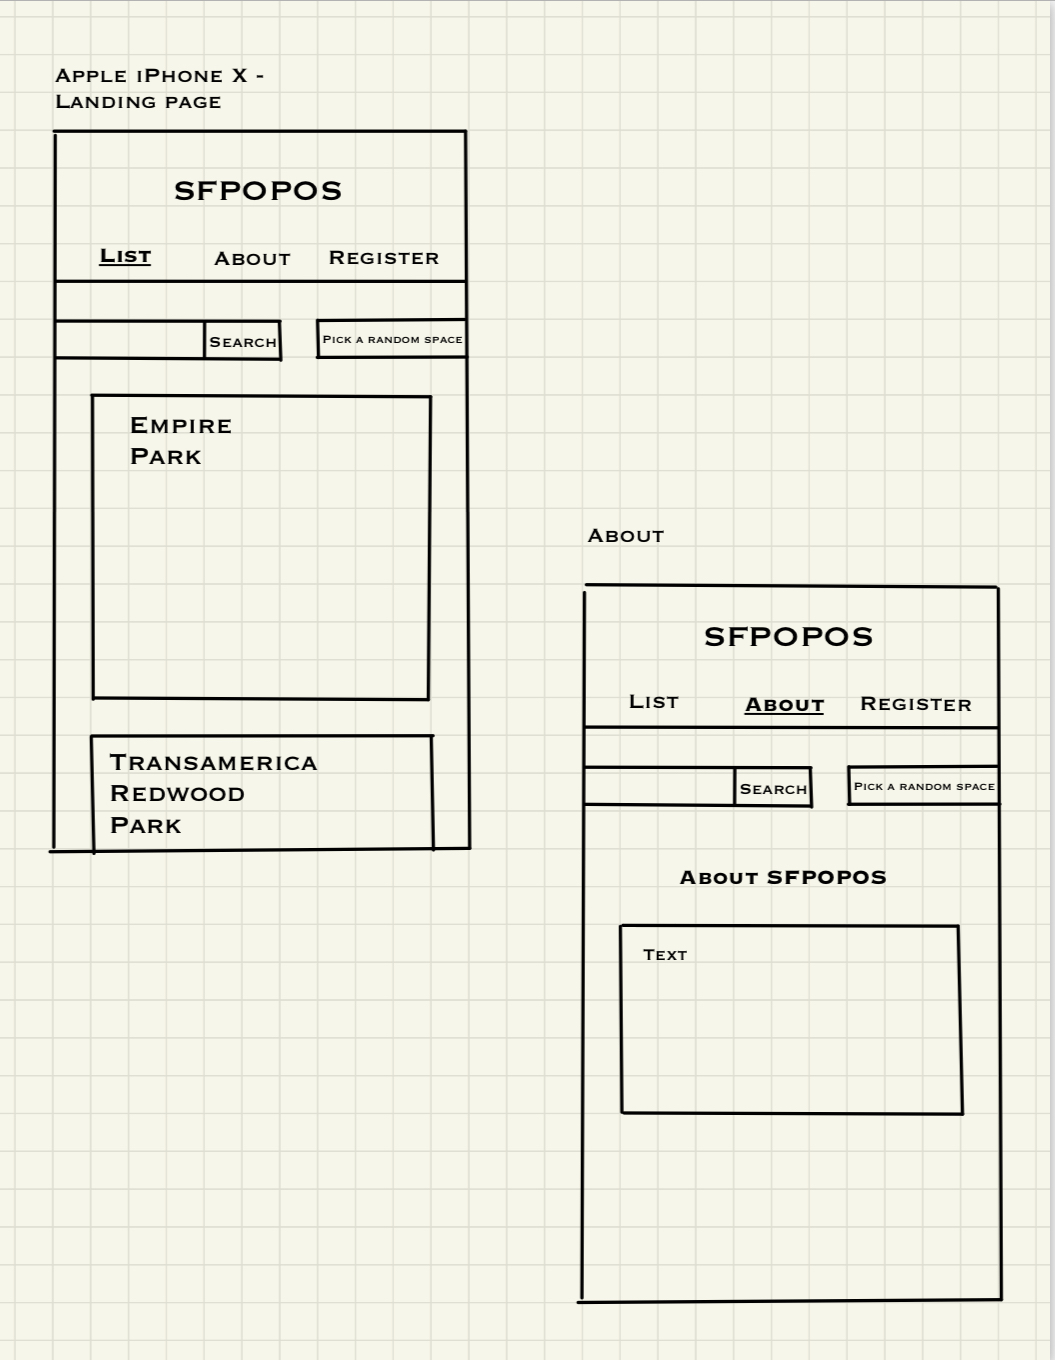 Apple iPhone X -
Landing page
SFPOPOS
List About Register
Search Pick a random space
Empire
Park
Transamerica
Redwood
Park
About
SFPOPOS
List About Register
Search Pick a random space
About SFPOPOS
Text